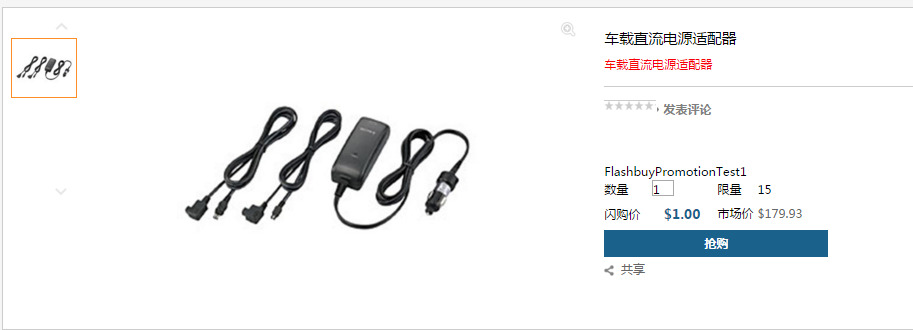 车载直流电源适配器
车载直流电源适配器
发表评论
FlashbuyPromotionTest1
数量 1 限量 15
闪购价 $1.00 市场价 $179.93
抢购
共享